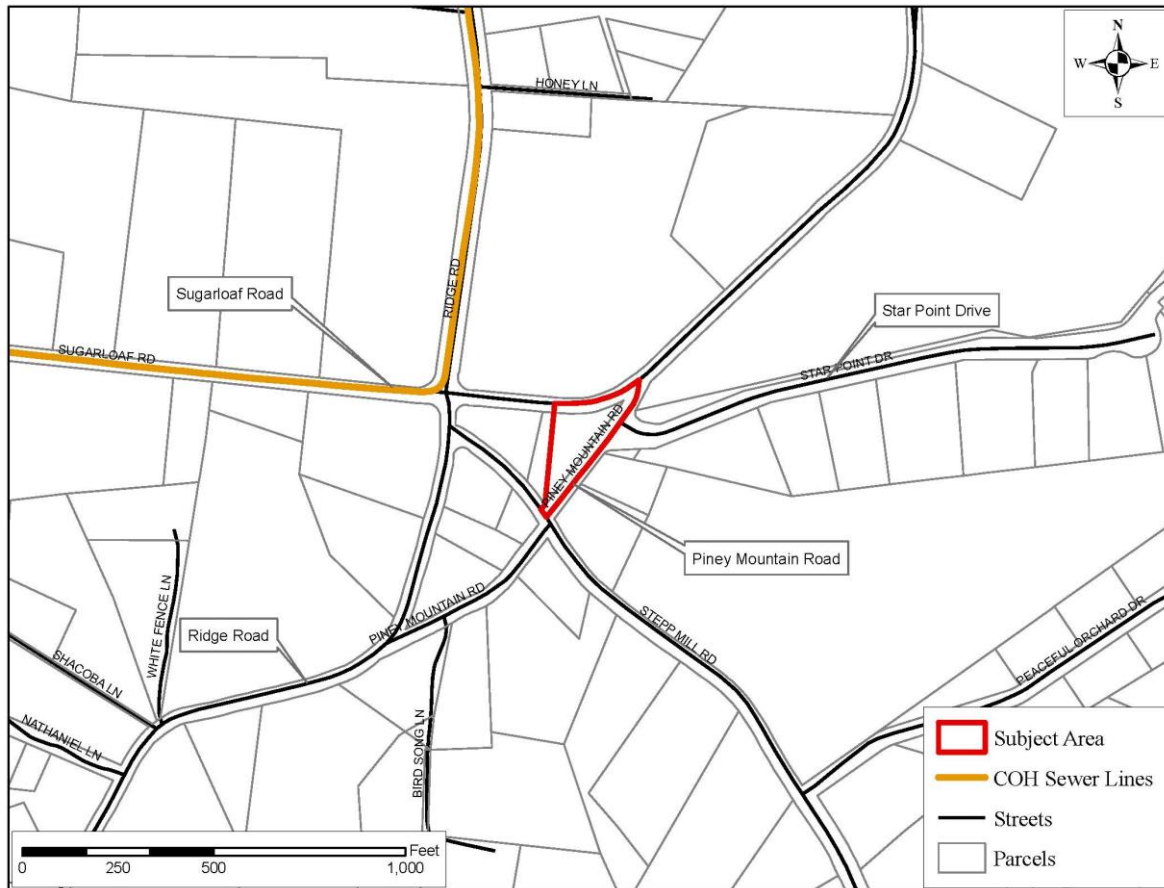 N
W E
S
HONEY LN
RIDGE RD
Sugarloaf Road
Star Point Drive
SUGARLOAF RD
STAR POINT DR
PINEY MOUNTAIN RD
Piney Mountain Road
PINEY MOUNTAIN RD
STEPP MILL RD
WHITE FENCE LN
Ridge Road
SHACOBA LN
PEACEFUL ORCHARD DR
NATHANIEL LN
BIRD SONG LN
Subject Area
COH Sewer Lines
Streets
Parcels
Feet
0 250 500 1,000